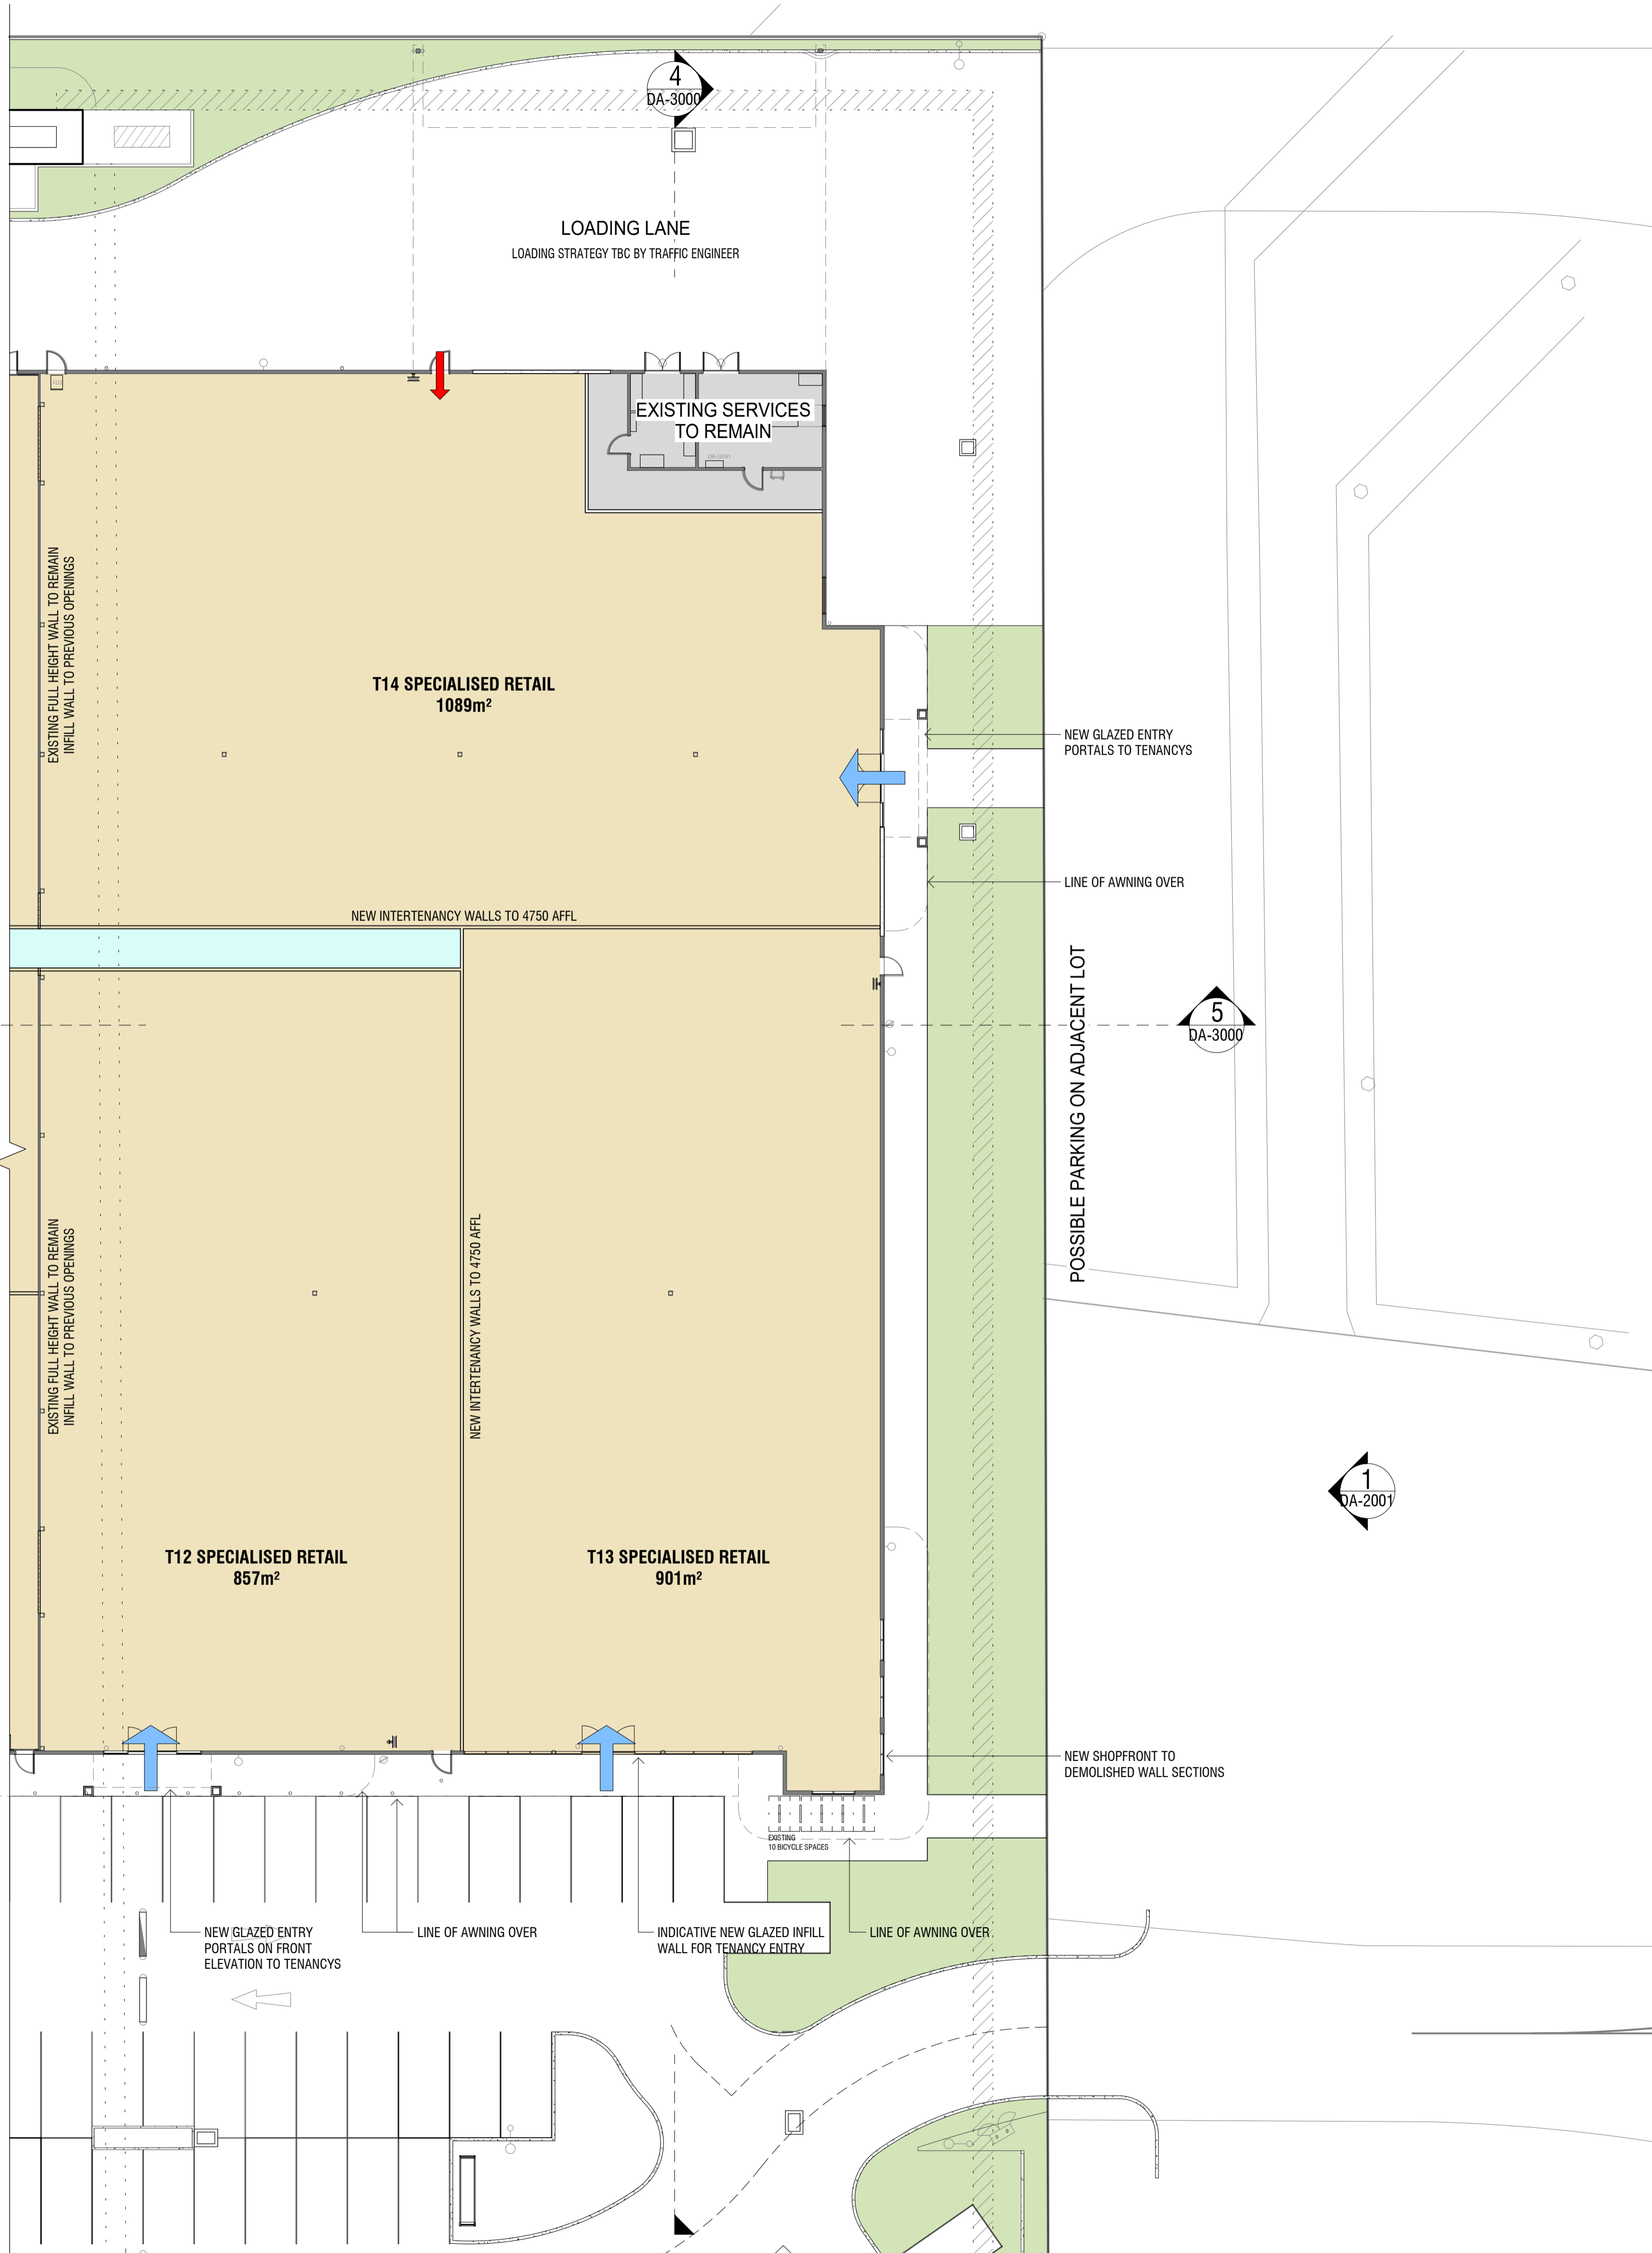 4
DA-3000
LOADING LANE
LOADING STRATEGY TBC BY TRAFFIC ENGINEER
EXISTING SERVICES
TO REMAIN
DB-GEN1
EXISTING FULL HEIGHT WALL TO REMAIN
INFILL WALL TO PREVIOUS OPENINGS
T14 SPECIALISED RETAIL
1089m²
NEW GLAZED ENTRY
PORTALS TO TENANCYS
LINE OF AWNING OVER
NEW INTERTENANCY WALLS TO 4750 AFFL
POSSIBLE PARKING ON ADJACENT LOT
5
DA-3000
EXISTING FULL HEIGHT WALL TO REMAIN
INFILL WALL TO PREVIOUS OPENINGS
NEW INTERTENANCY WALLS TO 4750 AFFL
1
DA-2001
T12 SPECIALISED RETAIL
857m²
T13 SPECIALISED RETAIL
901m²
NEW SHOPFRONT TO
DEMOLISHED WALL SECTIONS
EXISTING
10 BICYCLE SPACES
NEW GLAZED ENTRY
PORTALS ON FRONT
ELEVATION TO TENANCYS
LINE OF AWNING OVER
INDICATIVE NEW GLAZED INFILL
WALL FOR TENANCY ENTRY
LINE OF AWNING OVER